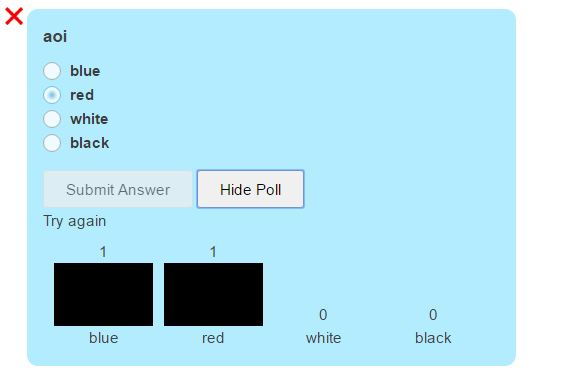 aoi
blue
red
white
black
Submit Answer Hide Poll
Try again
1 1 0 0
blue red white black